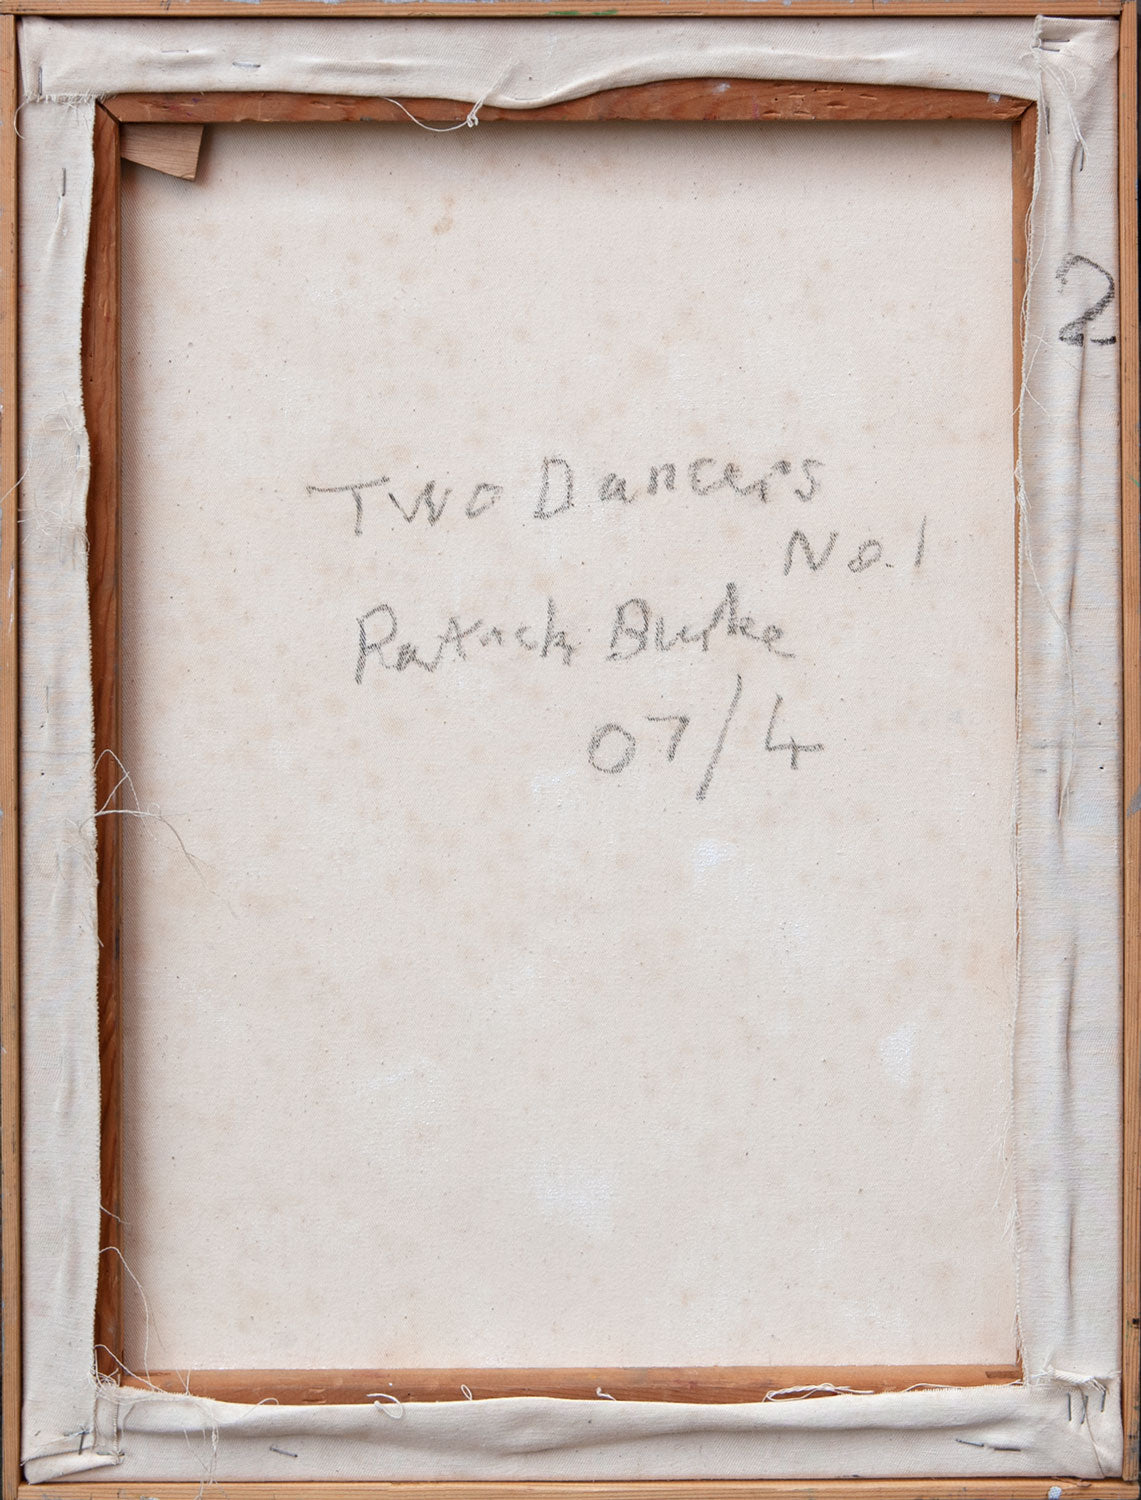 2
Two Dancers
No.1
Patrick Burke
07/4